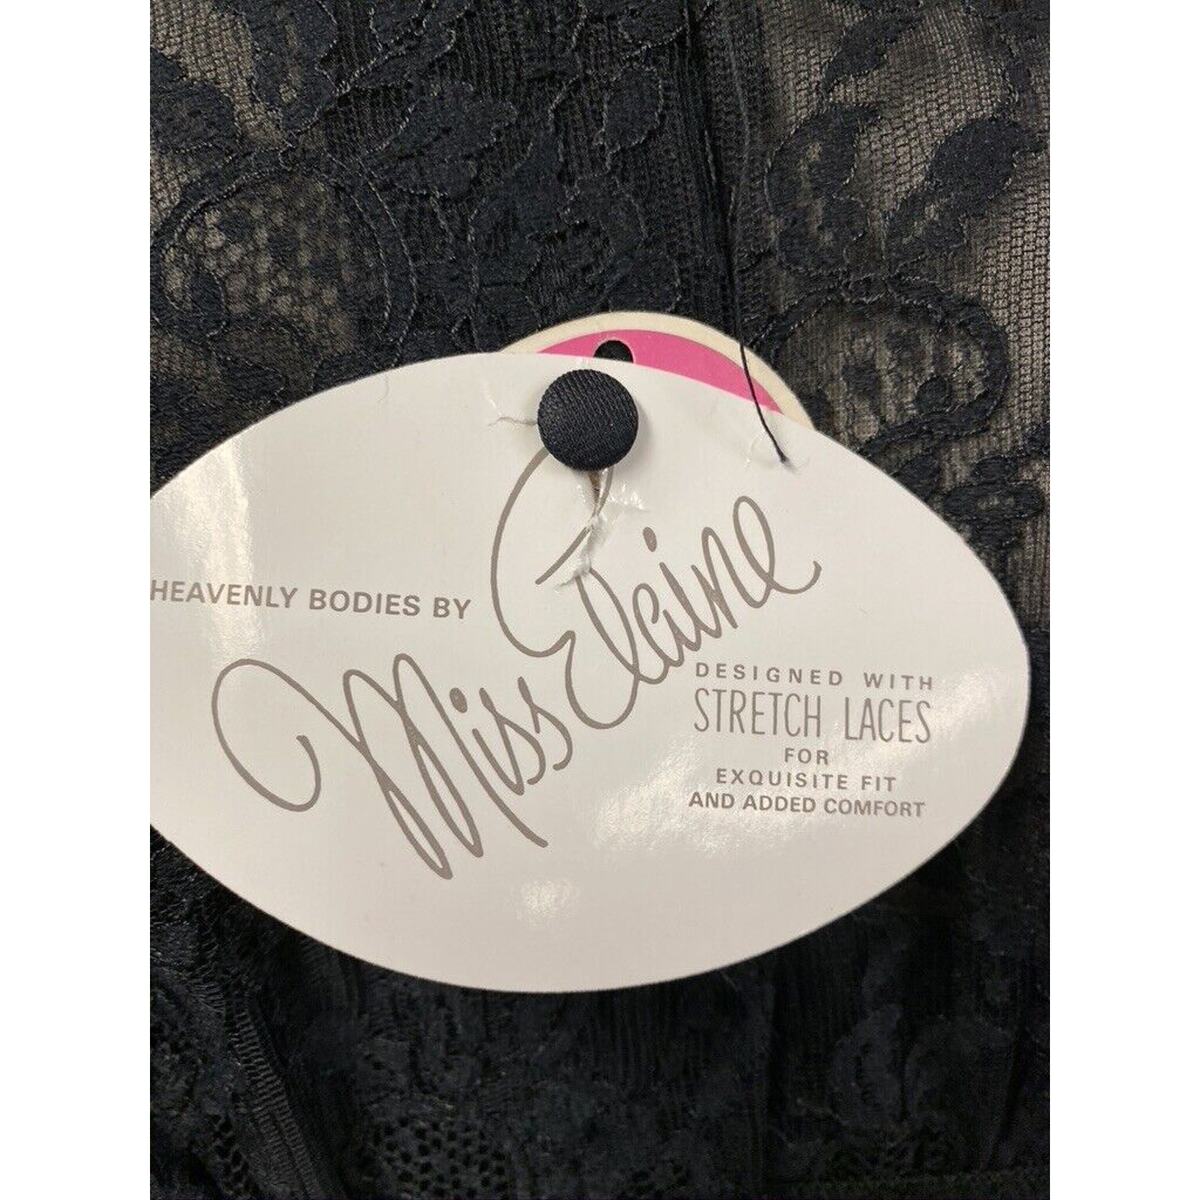 HEAVENLY BODIES BY
Miss Elaine
DESIGNED WITH
STRETCH LACES
FOR
EXQUISITE FIT
AND ADDED COMFORT